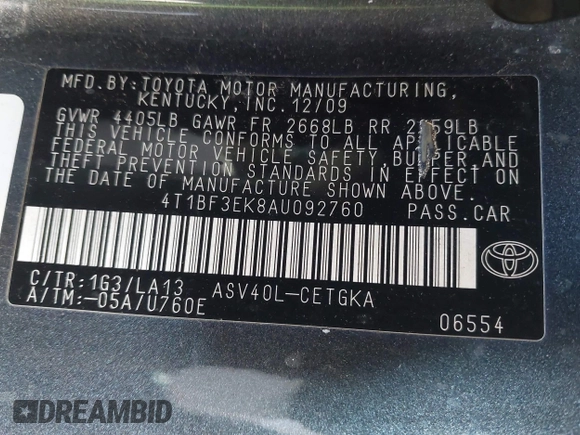 MFD. BY: TOYOTA MOTOR MANUFACTURING,
KENTUCKY, INC. 12/09
GVWR 4405LB GAWR FR 2668LB RR
THIS VEHICLE CONFORMS TO ALL APPLICABLE
FEDERAL MOTOR VEHICLE SAFETY, BUMPER, AND
THEFT PREVENTION STANDARDS IN EFFECT ON
THE DATE OF MANUFACTURE SHOWN ABOVE.
4T1BF3EK8AU092760 PASS. CAR
C/TR: 1G3/LA13 ASV40L-CETGKA
A/TM: -05A/U760E
06554
TOYOTA
DREAMBID